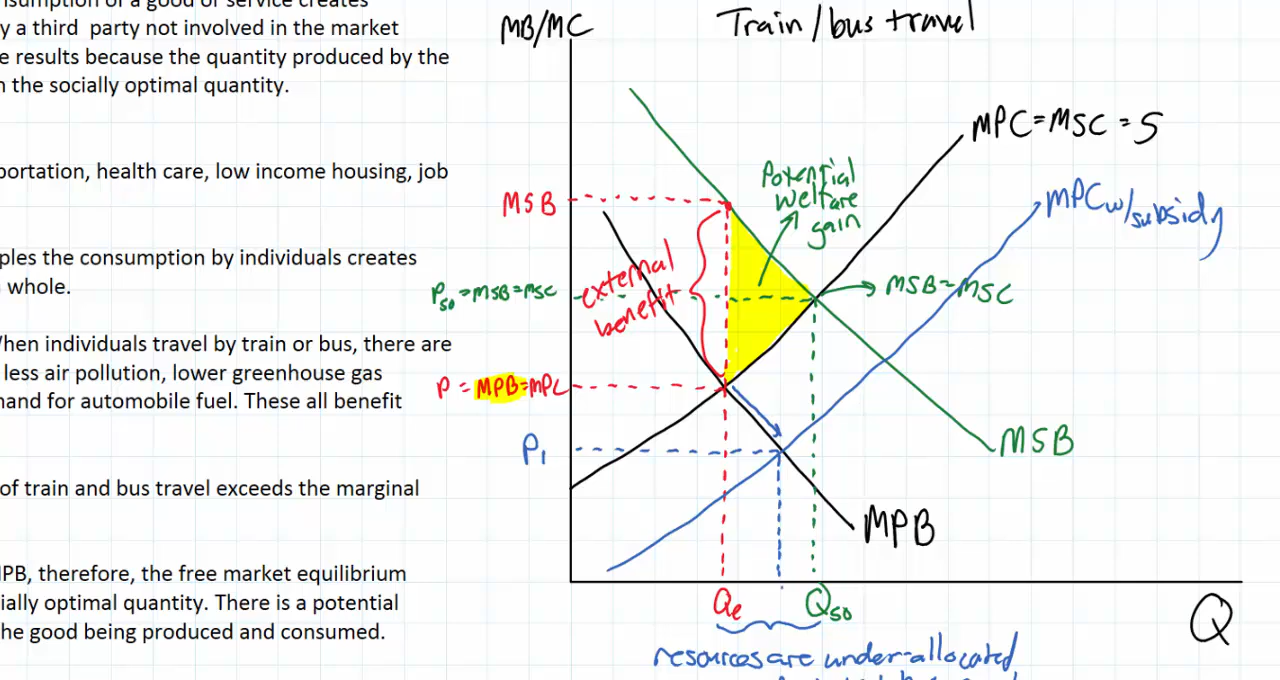 nsumption of a good or service creates
y a third party not involved in the market
e results because the quantity produced by the
n the socially optimal quantity.
portation, health care, low income housing, job
ples the consumption by individuals creates
whole.
When individuals travel by train or bus, there are
less air pollution, lower greenhouse gas
mand for automobile fuel. These all benefit
of train and bus travel exceeds the marginal
MPB, therefore, the free market equilibrium
cially optimal quantity. There is a potential
he good being produced and consumed.
MB/MC
Train/bus travel
MPC=MSC=S
Potential
welfare
gain
MSB
MPC w/subsidy
external
benefit
Pso=MSB=MSC
MSB=MSC
P=MPB=MPC
P1
MSB
MPB
Qe
Qso
Q
resources are under-allocated